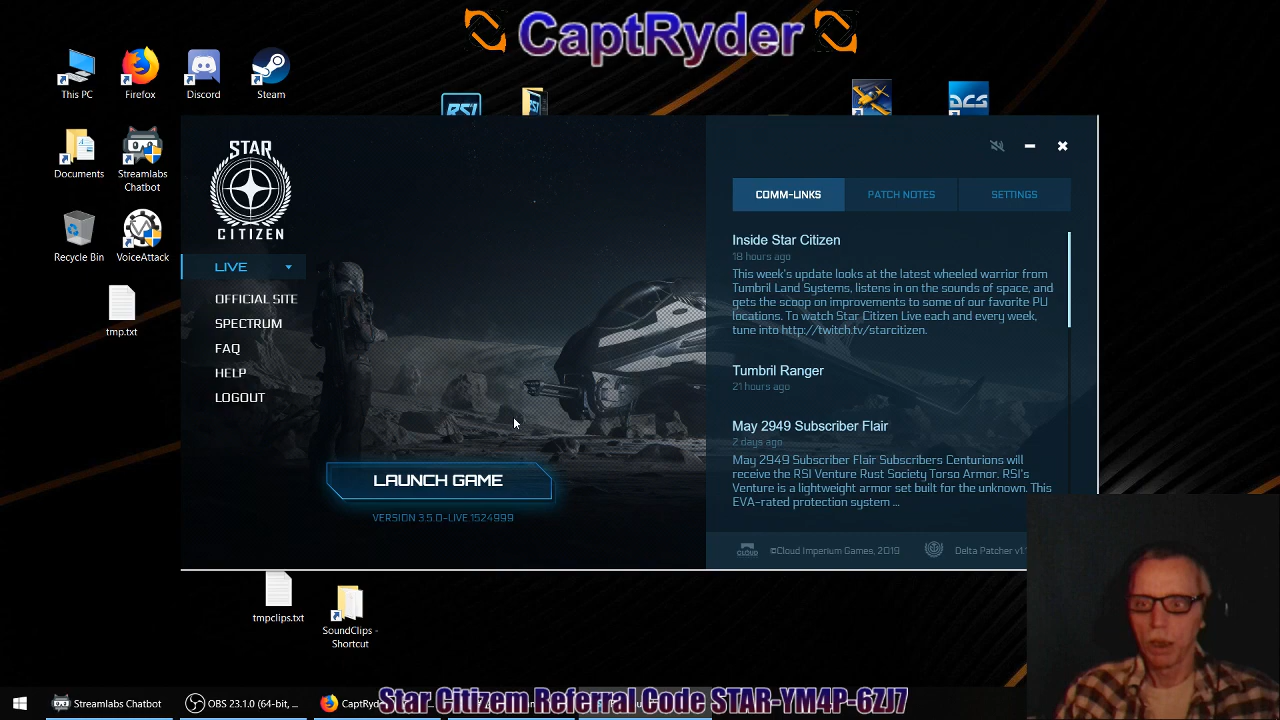 CaptRyder
This PC
Firefox
Discord
Steam
RSI
DCS
Documents
Streamlabs
Chatbot
Recycle Bin
VoiceAttack
tmp.txt
STAR
CITIZEN
LIVE
OFFICIAL SITE
SPECTRUM
FAQ
HELP
LOGOUT
LAUNCH GAME
VERSION 3.5.0-LIVE.1524999
COMM-LINKS
PATCH NOTES
SETTINGS
Inside Star Citizen
18 hours ago
This week's update looks at the latest wheeled warrior from
Tumbril Land Systems, listens in on the sounds of space, and
gets the scoop on improvements to some of our favorite PU
locations. To watch Star Citizen Live each and every week,
tune into http://twitch.tv/starcitizen.
Tumbril Ranger
21 hours ago
May 2949 Subscriber Flair
2 days ago
May 2949 Subscriber Flair Subscribers Centurions will
receive the RSI Venture Rust Society Torso Armor. RSI's
Venture is a lightweight armor set built for the unknown. This
EVA-rated protection system ...
CLOUD
©Cloud Imperium Games, 2019
Delta Patcher v1.
tmpclips.txt
SoundClips -
Shortcut
Streamlabs Chatbot
OBS 23.1.0 (64-bit, ...
CaptRy
Star Citizem Referral Code STAR-YM4P-6ZJ7